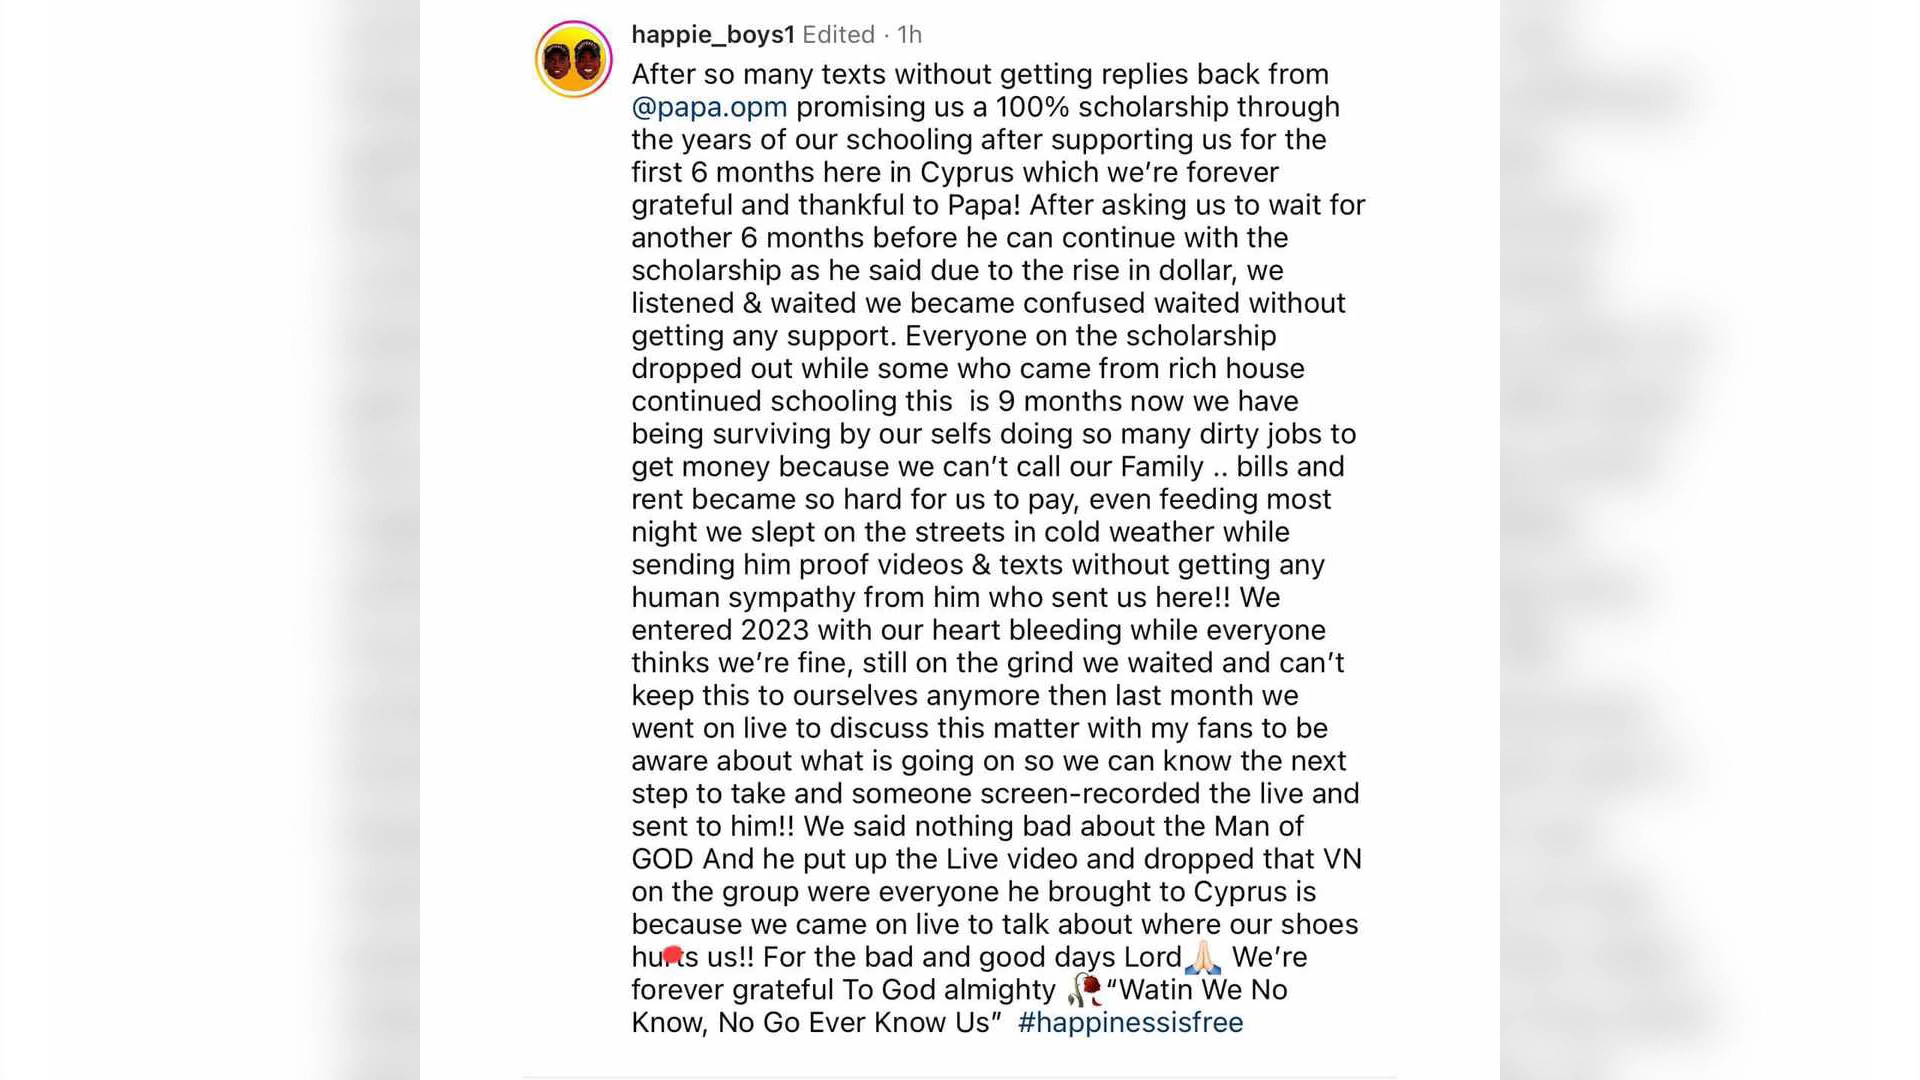 happie_boys1 Edited · 1h
After so many texts without getting replies back from
@papa.opm promising us a 100% scholarship through
the years of our schooling after supporting us for the
first 6 months here in Cyprus which we’re forever
grateful and thankful to Papa! After asking us to wait for
another 6 months before he can continue with the
scholarship as he said due to the rise in dollar, we
listened & waited we became confused waited without
getting any support. Everyone on the scholarship
dropped out while some who came from rich house
continued schooling this  is 9 months now we have
being surviving by our selfs doing so many dirty jobs to
get money because we can’t call our Family .. bills and
rent became so hard for us to pay, even feeding most
night we slept on the streets in cold weather while
sending him proof videos & texts without getting any
human sympathy from him who sent us here!! We
entered 2023 with our heart bleeding while everyone
thinks we’re fine, still on the grind we waited and can’t
keep this to ourselves anymore then last month we
went on live to discuss this matter with my fans to be
aware about what is going on so we can know the next
step to take and someone screen-recorded the live and
sent to him!! We said nothing bad about the Man of
GOD And he put up the Live video and dropped that VN
on the group were everyone he brought to Cyprus is
because we came on live to talk about where our shoes
hurts us!! For the bad and good days Lord🙏🏻 We’re
forever grateful To God almighty 🥀“Watin We No
Know, No Go Ever Know Us”  #happinessisfree